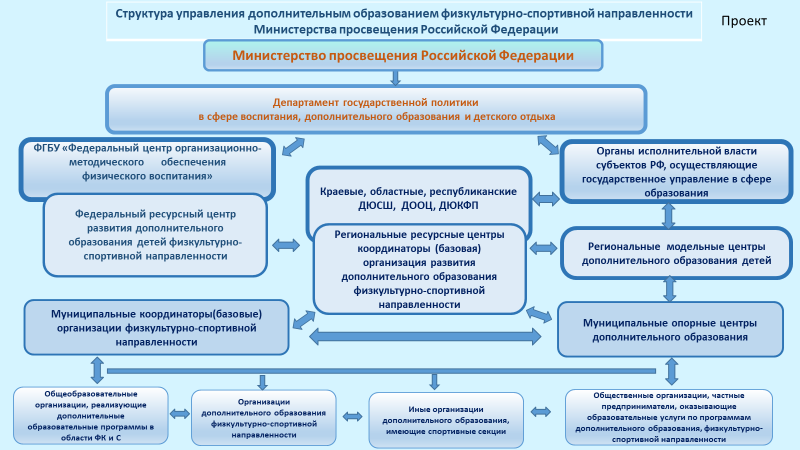 Структура управления дополнительным образованием физкультурно-спортивной направленности
Министерства просвещения Российской Федерации
Проект
Министерство просвещения Российской Федерации
Департамент государственной политики
в сфере воспитания, дополнительного образования и детского отдыха
ФГБУ «Федеральный центр организационно-
методического обеспечения
физического воспитания»
Федеральный ресурсный центр
развития дополнительного
образования детей физкультурно-
спортивной направленности
Краевые, областные, республиканские
ДЮСШ, ДООЦ, ДЮКФП
Региональные ресурсные центры
координаторы (базовая)
организация развития
дополнительного образования
физкультурно-спортивной
направленности
Органы исполнительной власти
субъектов РФ, осуществляющие
государственное управление в сфере
образования
Региональные модельные центры
дополнительного образования детей
Муниципальные координаторы(базовые)
организации физкультурно-спортивной
направленности
Муниципальные опорные центры
дополнительного образования
Общеобразовательные
организации, реализующие
дополнительные
образовательные программы в
области ФК и С
Организации
дополнительного образования
физкультурно-спортивной
направленности
Иные организации
дополнительного образования,
имеющие спортивные секции
Общественные организации, частные
предприниматели, оказывающие
образовательные услуги по программам
дополнительного образования, физкультурно-
спортивной направленности